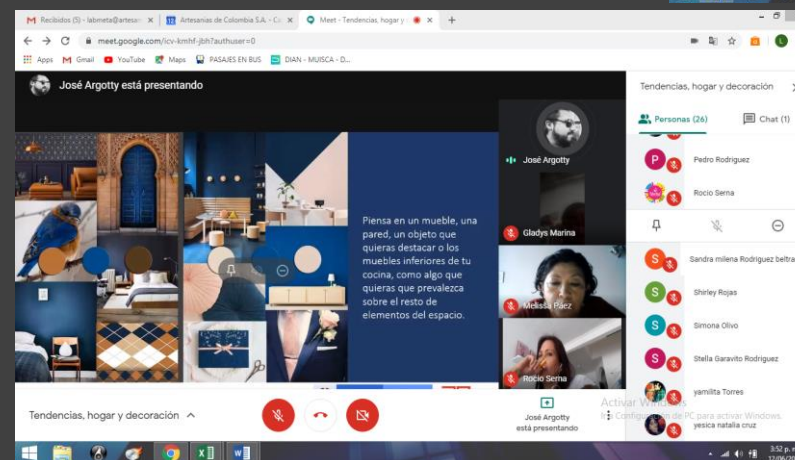 Recibidos (5) - labmeta@artesan
Artesanias de Colombia S.A. - Co
Meet - Tendencias, hogar y
meet.google.com/icv-kmhf-jbh?authuser=0
Apps
Gmail
YouTube
Maps
PASAJES EN BUS
DIAN - MUISCA - D...
José Argotty está presentando
Piensa en un mueble, una
pared, un objeto que
quieras destacar o los
muebles inferiores de tu
cocina, como algo que
quieras que prevalezca
sobre el resto de
elementos del espacio.
José Argotty
Gladys Marina
Melissa Páez
Rocio Serna
Tendencias, hogar y decoración
Personas (26)
Chat (1)
P
Pedro Rodriguez
Rocio Serna
S
Sandra milena Rodriguez beltra
S
Shirley Rojas
S
Simona Olivo
S
Stella Garavito Rodriguez
yamilita Torres
yesica natalia cruz
Tendencias, hogar y decoración
José Argotty
está presentando
Activar Windows
Configuración de PC para activar Windows.
3:52 p. m.